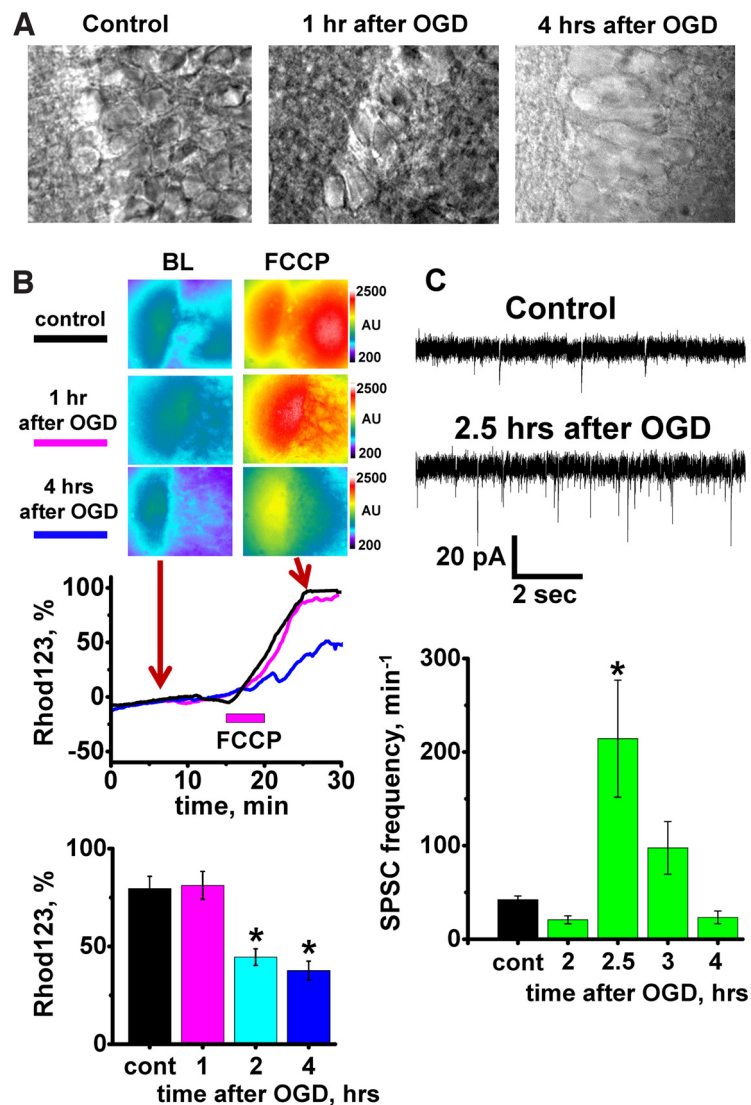 A
Control
1 hr after OGD
4 hrs after OGD
B
BL
FCCP
control
2500
AU
200
1 hr
after OGD
2500
AU
200
4 hrs
after OGD
2500
AU
200
Rhod123, %
100
50
0
-50
FCCP
0 10 20 30
time, min
Rhod123, %
100
50
0
*
*
cont 1 2 4
time after OGD, hrs
C
Control
2.5 hrs after OGD
20 pA
2 sec
SPSC frequency, min-1
300
200
100
0
*
cont 2 2.5 3 4
time after OGD, hrs